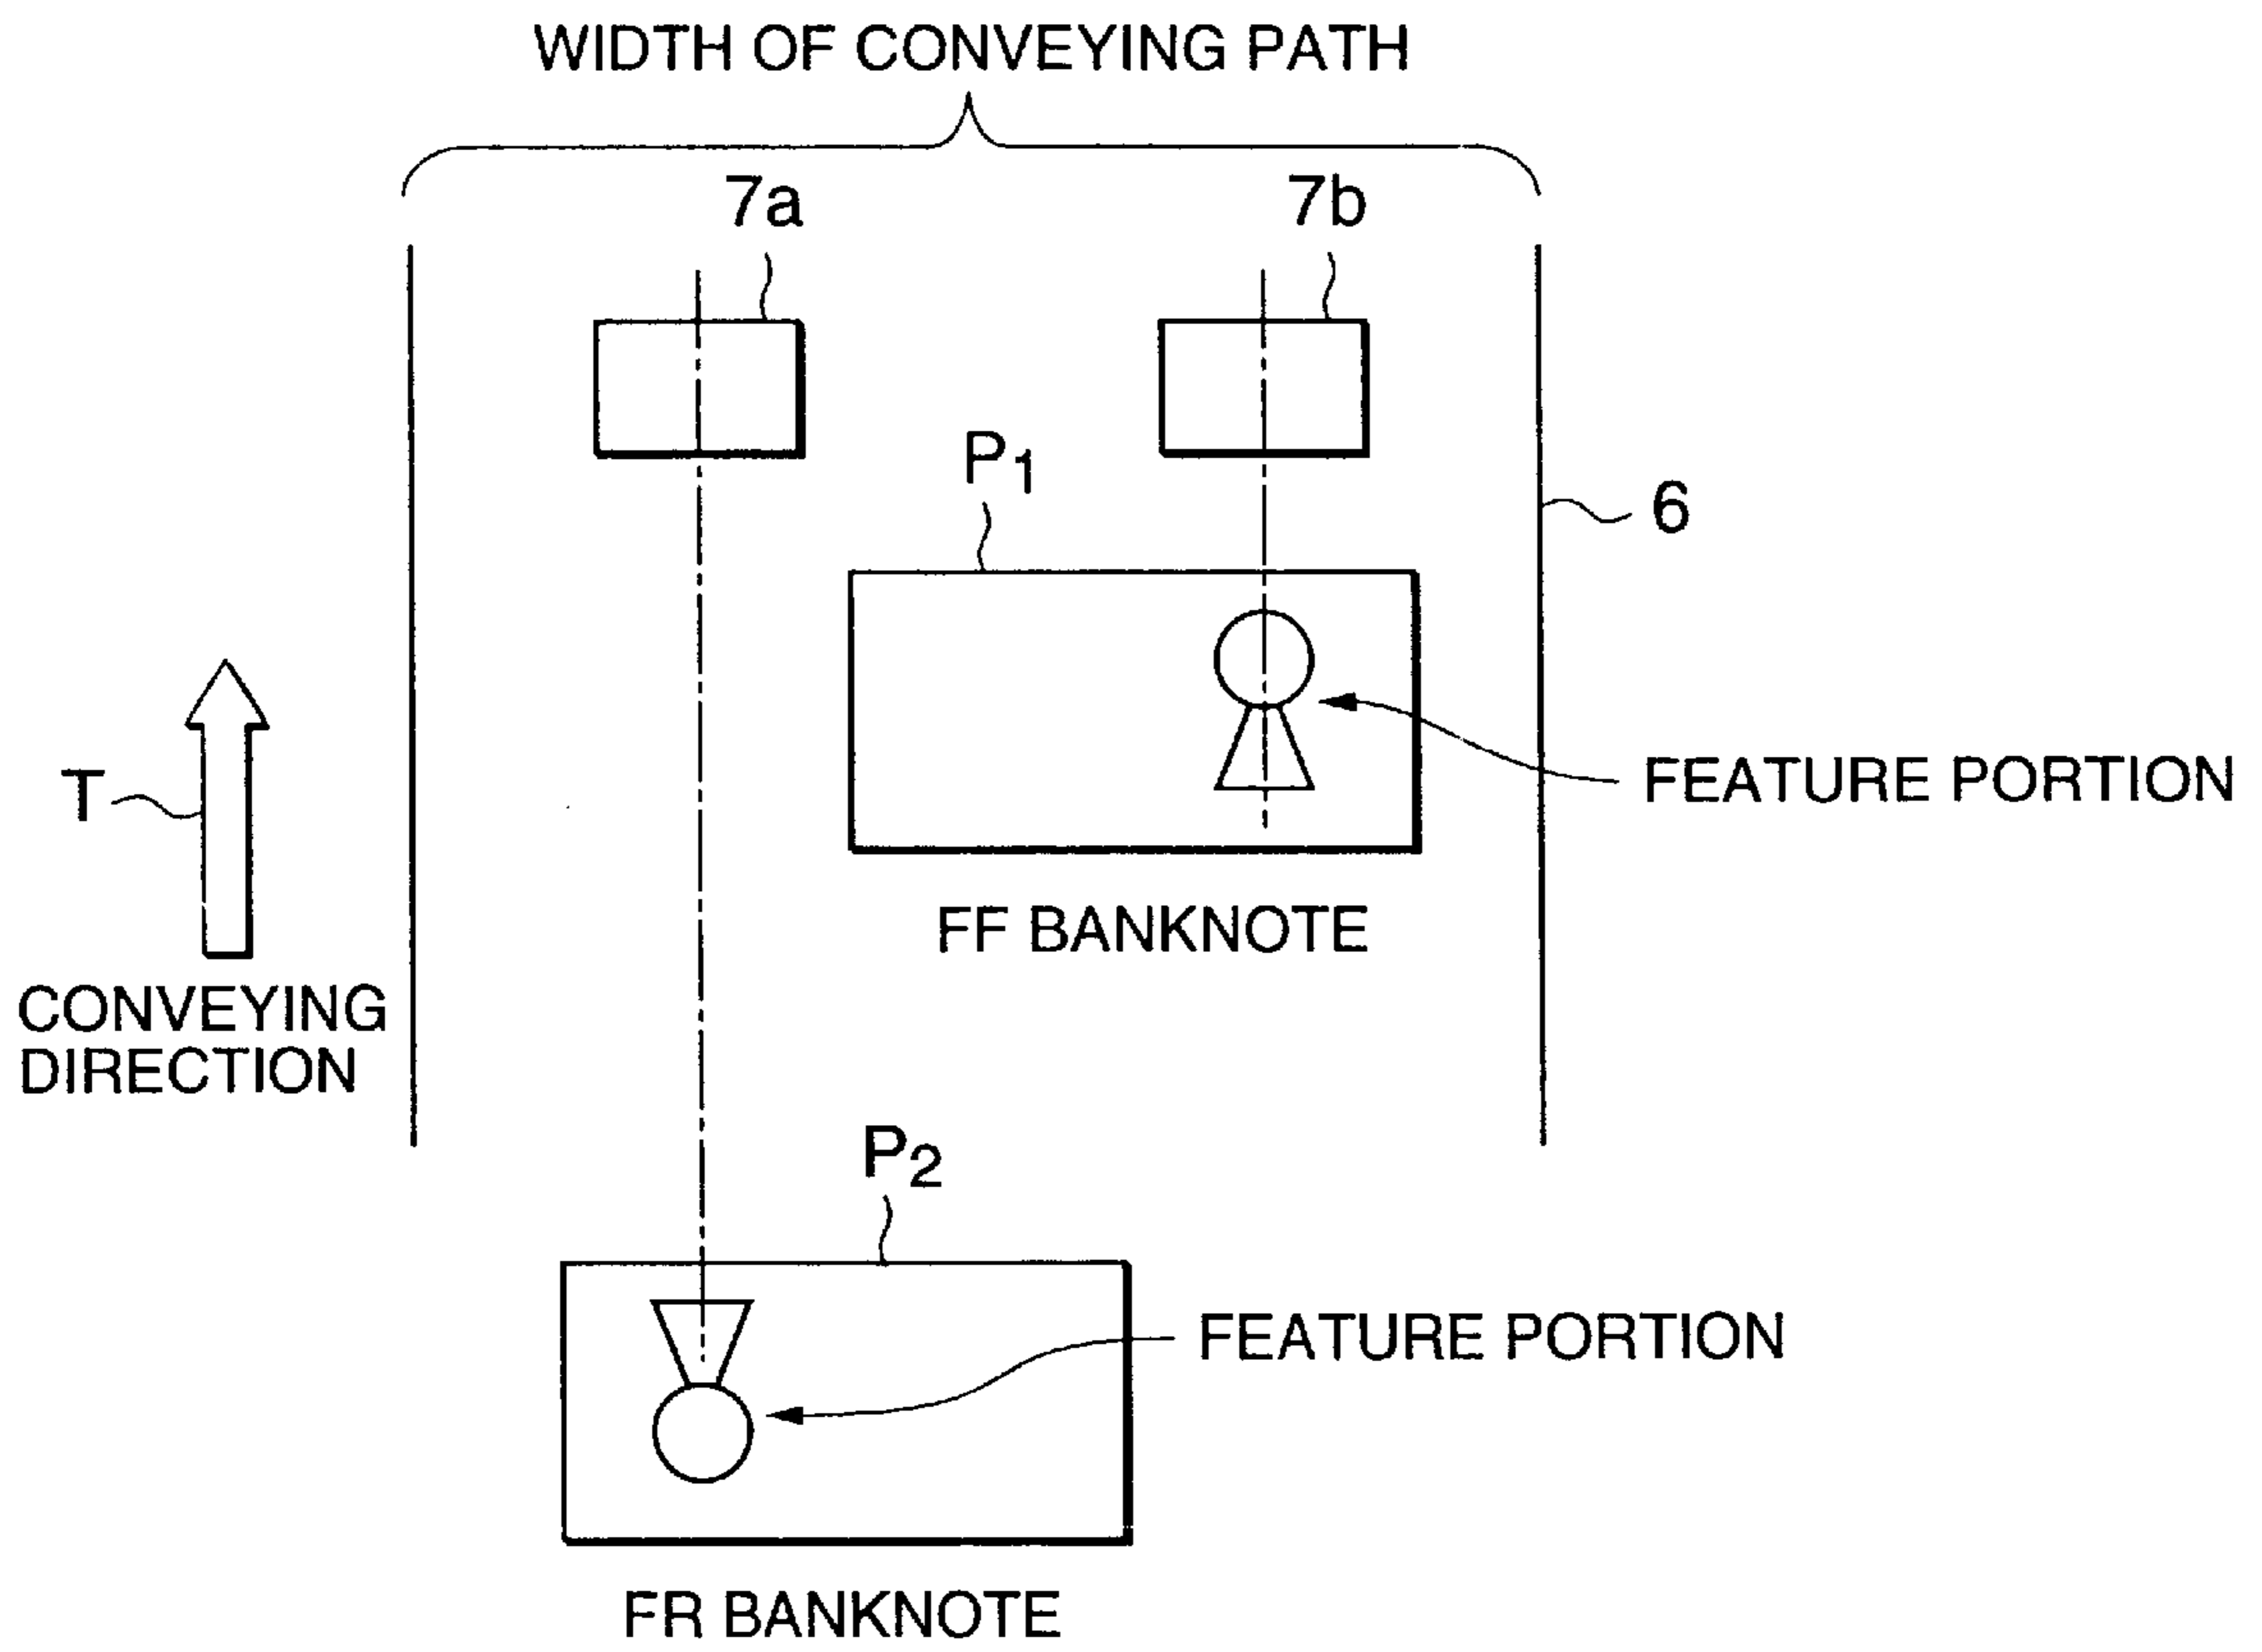 WIDTH OF CONVEYING PATH
7a
7b
P1
6
T
FEATURE PORTION
FF BANKNOTE
CONVEYING
DIRECTION
P2
FEATURE PORTION
FR BANKNOTE